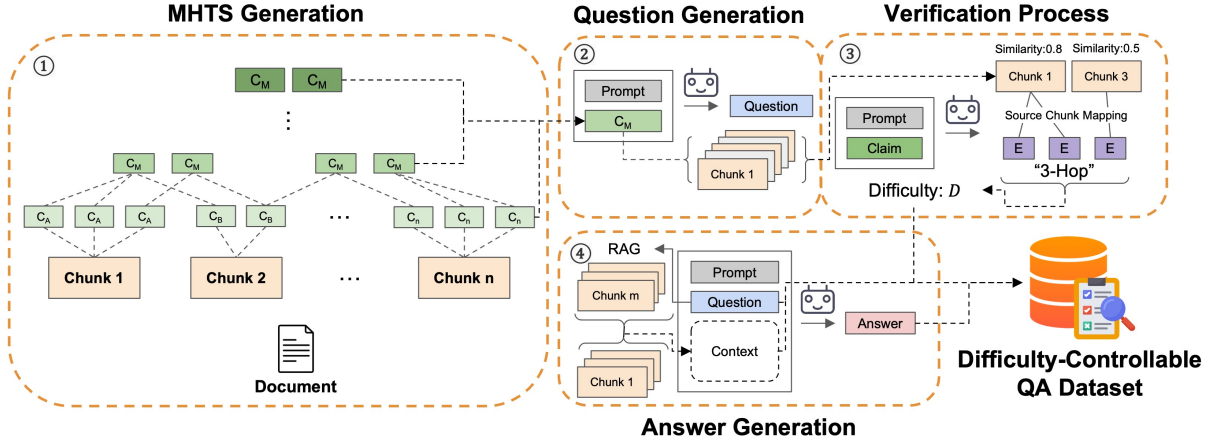 MHTS Generation
①
C_M C_M
C_M C_M C_M C_M
C_A C_A C_A C_B C_B ... C_n C_n C_n
Chunk 1 Chunk 2 ... Chunk n
Document
Question Generation
②
Prompt
C_M
Question
Chunk 1
Verification Process
③
Similarity:0.8 Similarity:0.5
Chunk 1 Chunk 3
Prompt
Claim
Source Chunk Mapping
E E E
“3-Hop”
Difficulty: D
④
RAG
Chunk m
Chunk 1
Prompt
Question
Context
Answer
Answer Generation
Difficulty-Controllable
QA Dataset